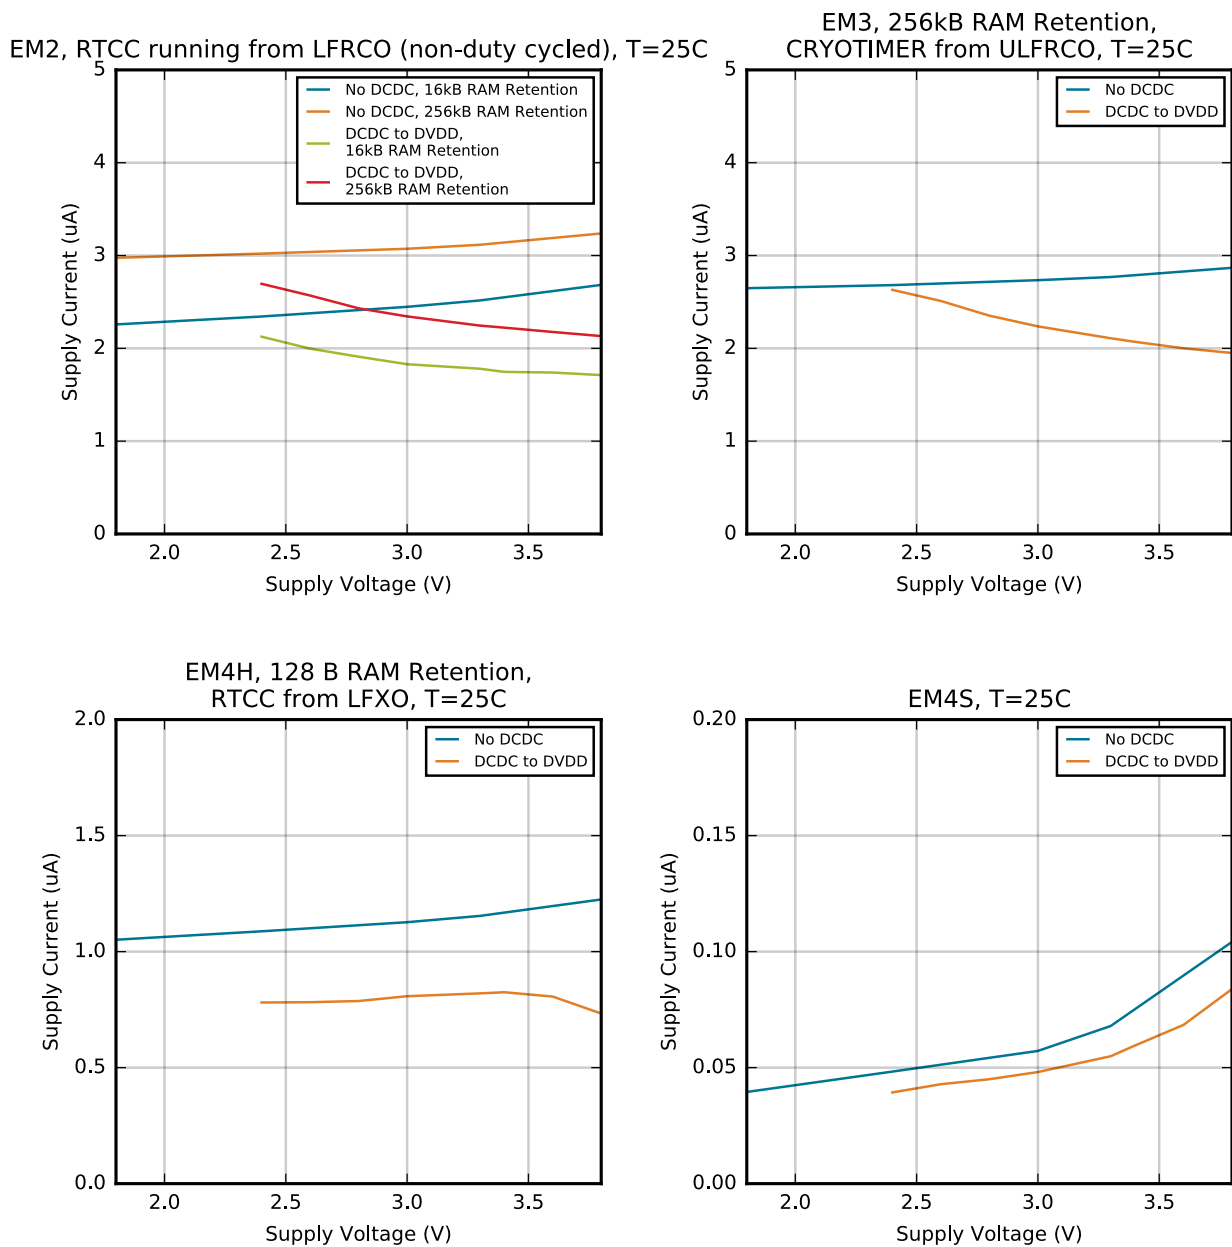 EM2, RTCC running from LFRCO (non-duty cycled), T=25C
5
4
3
2
1
0
Supply Current (uA)
No DCDC, 16kB RAM Retention
No DCDC, 256kB RAM Retention
DCDC to DVDD,
16kB RAM Retention
DCDC to DVDD,
256kB RAM Retention
2.0 2.5 3.0 3.5
Supply Voltage (V)
EM3, 256kB RAM Retention,
CRYOTIMER from ULFRCO, T=25C
5
4
3
2
1
0
Supply Current (uA)
No DCDC
DCDC to DVDD
2.0 2.5 3.0 3.5
Supply Voltage (V)
EM4H, 128 B RAM Retention,
RTCC from LFXO, T=25C
2.0
1.5
1.0
0.5
0.0
Supply Current (uA)
No DCDC
DCDC to DVDD
2.0 2.5 3.0 3.5
Supply Voltage (V)
EM4S, T=25C
0.20
0.15
0.10
0.05
0.00
Supply Current (uA)
No DCDC
DCDC to DVDD
2.0 2.5 3.0 3.5
Supply Voltage (V)